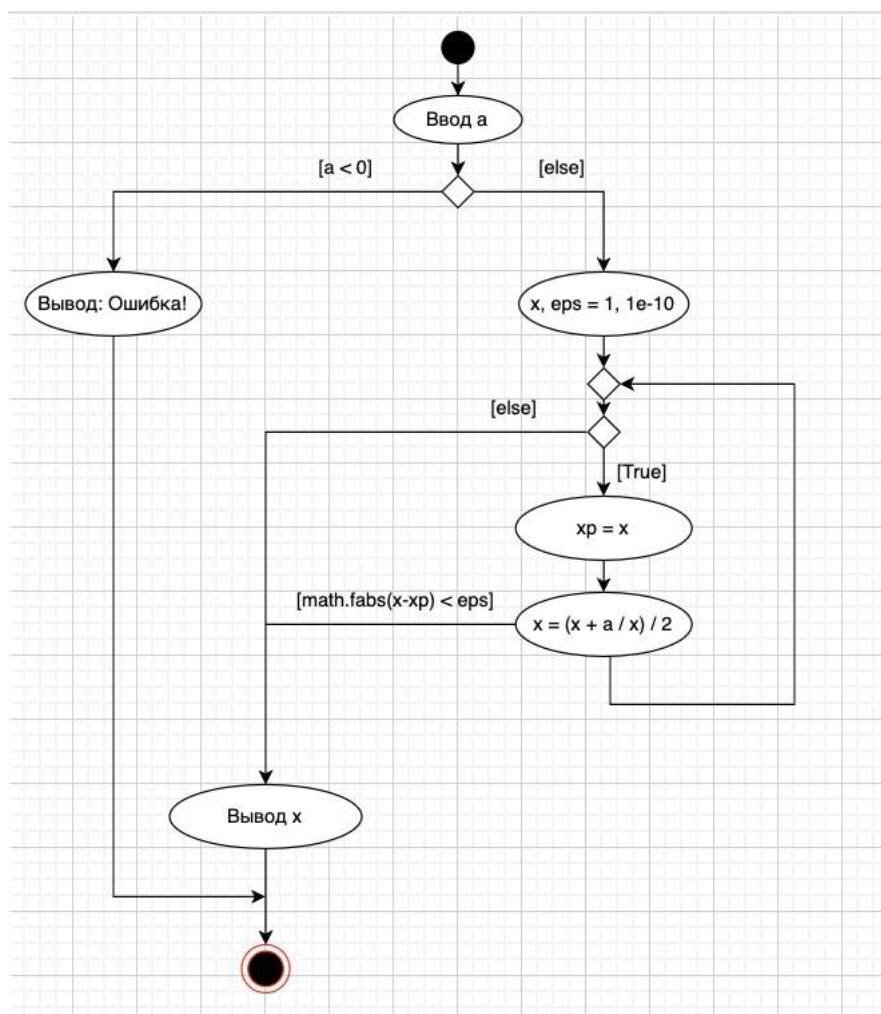 Ввод a
[a < 0]
[else]
Вывод: Ошибка!
x, eps = 1, 1e-10
[else]
[True]
xp = x
[math.fabs(x-xp) < eps]
x = (x + a / x) / 2
Вывод x